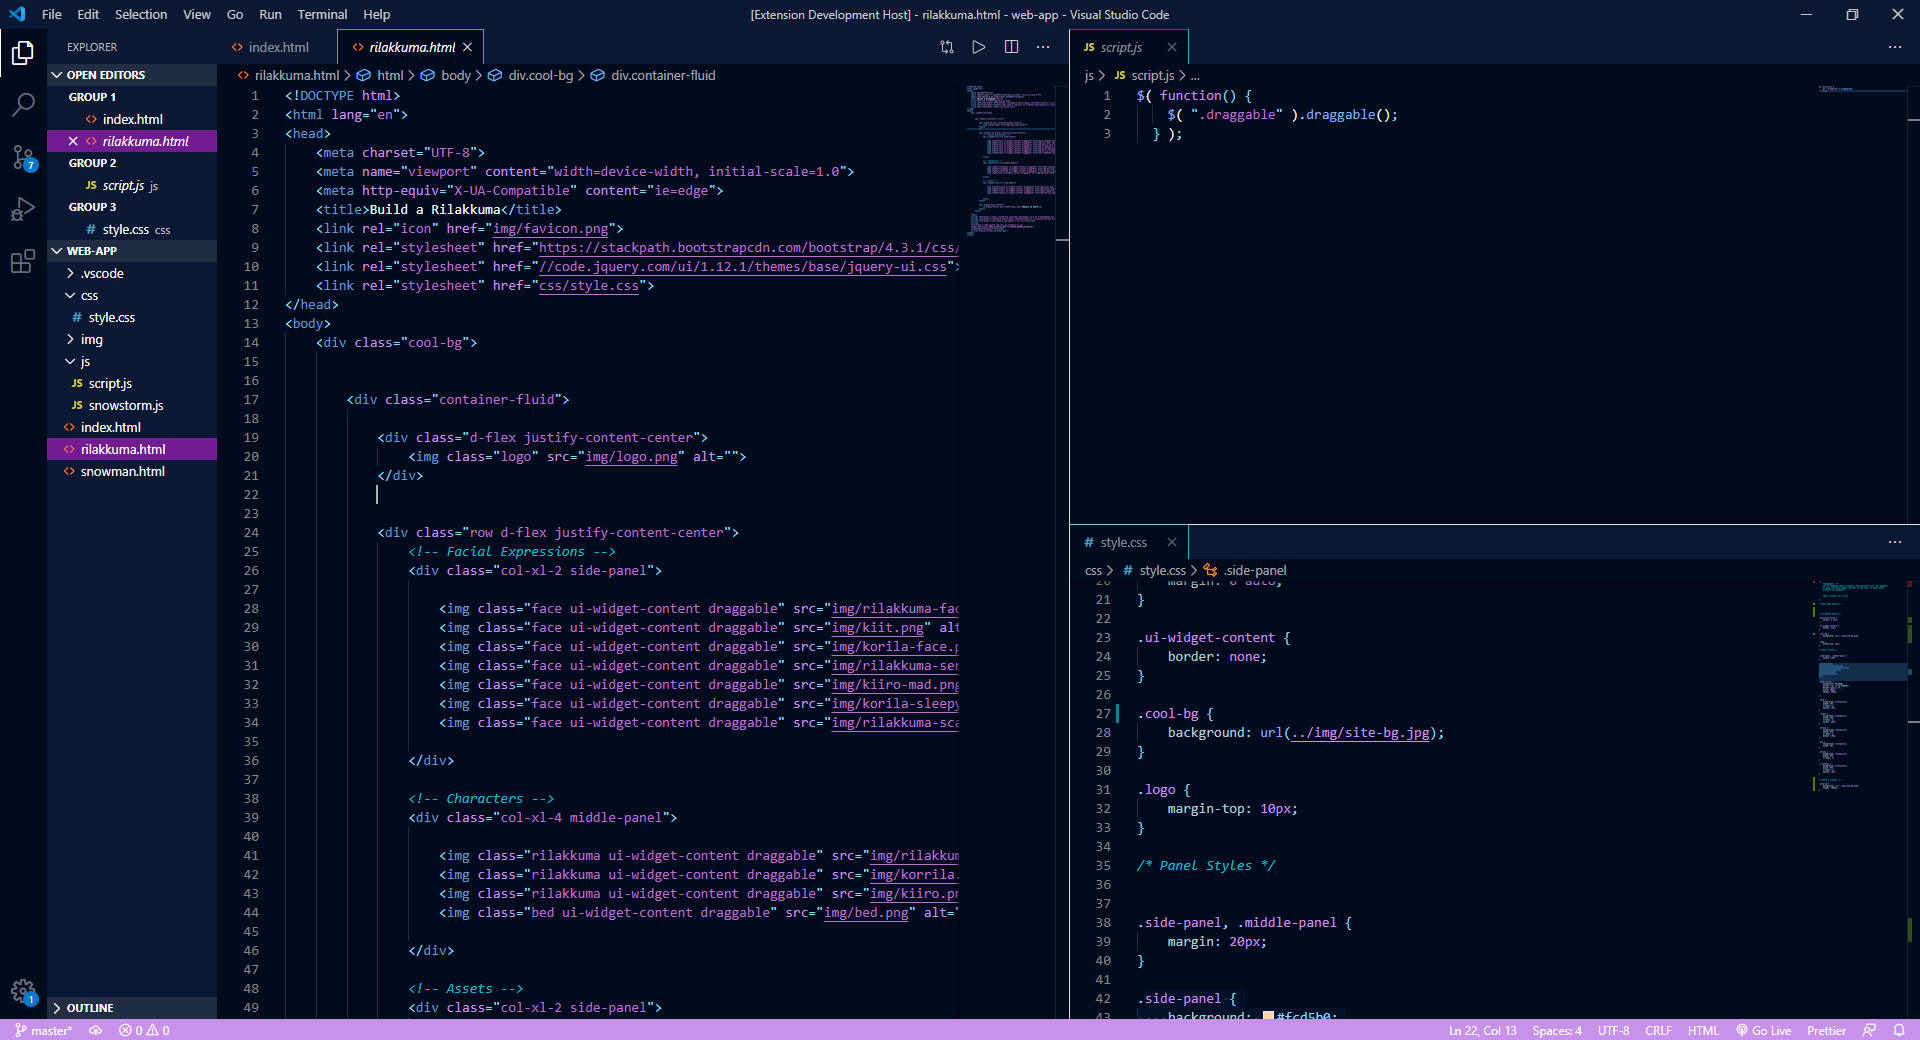 File Edit Selection View Go Run Terminal Help
[Extension Development Host] - rilakkuma.html - web-app - Visual Studio Code
EXPLORER
OPEN EDITORS
GROUP 1
index.html
rilakkuma.html
GROUP 2
JS script.js js
GROUP 3
# style.css css
WEB-APP
.vscode
css
# style.css
img
js
JS script.js
JS snowstorm.js
index.html
rilakkuma.html
snowman.html
OUTLINE
7
1
index.html
rilakkuma.html
rilakkuma.html > html > body > div.cool-bg > div.container-fluid
1 <!DOCTYPE html>
2 <html lang="en">
3 <head>
4 <meta charset="UTF-8">
5 <meta name="viewport" content="width=device-width, initial-scale=1.0">
6 <meta http-equiv="X-UA-Compatible" content="ie=edge">
7 <title>Build a Rilakkuma</title>
8 <link rel="icon" href="img/favicon.png">
9 <link rel="stylesheet" href="https://stackpath.bootstrapcdn.com/bootstrap/4.3.1/css/
10 <link rel="stylesheet" href="//code.jquery.com/ui/1.12.1/themes/base/jquery-ui.css">
11 <link rel="stylesheet" href="css/style.css">
12 </head>
13 <body>
14 <div class="cool-bg">
15
16
17 <div class="container-fluid">
18
19 <div class="d-flex justify-content-center">
20 <img class="logo" src="img/logo.png" alt="">
21 </div>
22
23
24 <div class="row d-flex justify-content-center">
25 <!-- Facial Expressions -->
26 <div class="col-xl-2 side-panel">
27
28 <img class="face ui-widget-content draggable" src="img/rilakkuma-fac
29 <img class="face ui-widget-content draggable" src="img/kiit.png" alt
30 <img class="face ui-widget-content draggable" src="img/korila-face.p
31 <img class="face ui-widget-content draggable" src="img/rilakkuma-ser
32 <img class="face ui-widget-content draggable" src="img/kiiro-mad.png
33 <img class="face ui-widget-content draggable" src="img/korila-sleepy
34 <img class="face ui-widget-content draggable" src="img/rilakkuma-sca
35
36 </div>
37
38 <!-- Characters -->
39 <div class="col-xl-4 middle-panel">
40
41 <img class="rilakkuma ui-widget-content draggable" src="img/rilakkum
42 <img class="rilakkuma ui-widget-content draggable" src="img/korrila.
43 <img class="rilakkuma ui-widget-content draggable" src="img/kiiro.pn
44 <img class="bed ui-widget-content draggable" src="img/bed.png" alt="
45
46 </div>
47
48 <!-- Assets -->
49 <div class="col-xl-2 side-panel">
JS script.js
js > JS script.js > ...
1 $( function() {
2 $( ".draggable" ).draggable();
3 } );
# style.css
css > # style.css > .side-panel
20 margin: 0 auto;
21 }
22
23 .ui-widget-content {
24 border: none;
25 }
26
27 .cool-bg {
28 background: url(../img/site-bg.jpg);
29 }
30
31 .logo {
32 margin-top: 10px;
33 }
34
35 /* Panel Styles */
36
37
38 .side-panel, .middle-panel {
39 margin: 20px;
40 }
41
42 .side-panel {
43 background: #fcd5b0;
master* 0 0
Ln 22, Col 13 Spaces: 4 UTF-8 CRLF HTML Go Live Prettier